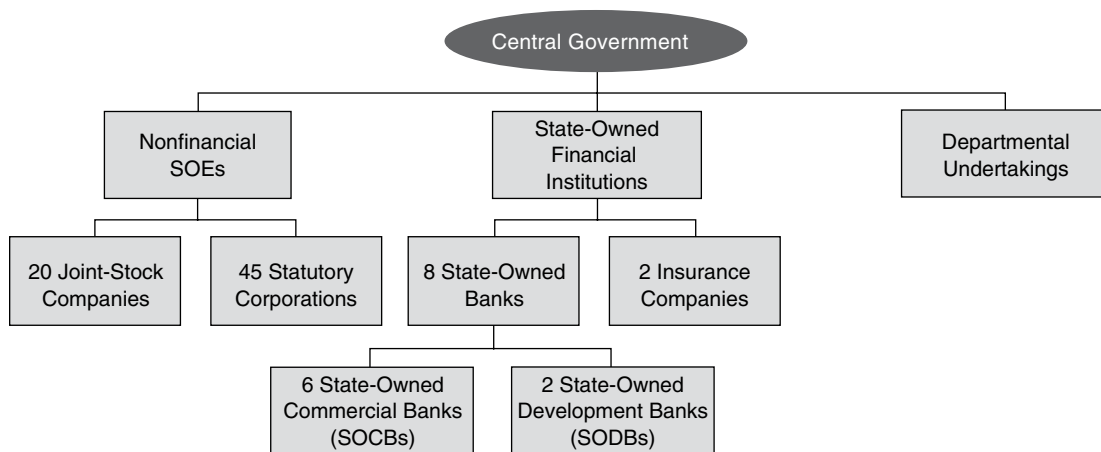 Central Government
Nonfinancial
SOEs
State-Owned
Financial
Institutions
Departmental
Undertakings
20 Joint-Stock
Companies
45 Statutory
Corporations
8 State-Owned
Banks
2 Insurance
Companies
6 State-Owned
Commercial Banks
(SOCBs)
2 State-Owned
Development Banks
(SODBs)